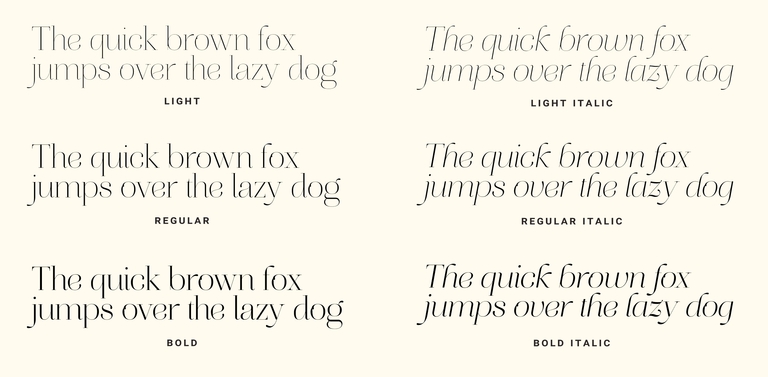 The quick brown fox
jumps over the lazy dog
LIGHT
The quick brown fox
jumps over the lazy dog
LIGHT ITALIC
The quick brown fox
jumps over the lazy dog
REGULAR
The quick brown fox
jumps over the lazy dog
REGULAR ITALIC
The quick brown fox
jumps over the lazy dog
BOLD
The quick brown fox
jumps over the lazy dog
BOLD ITALIC